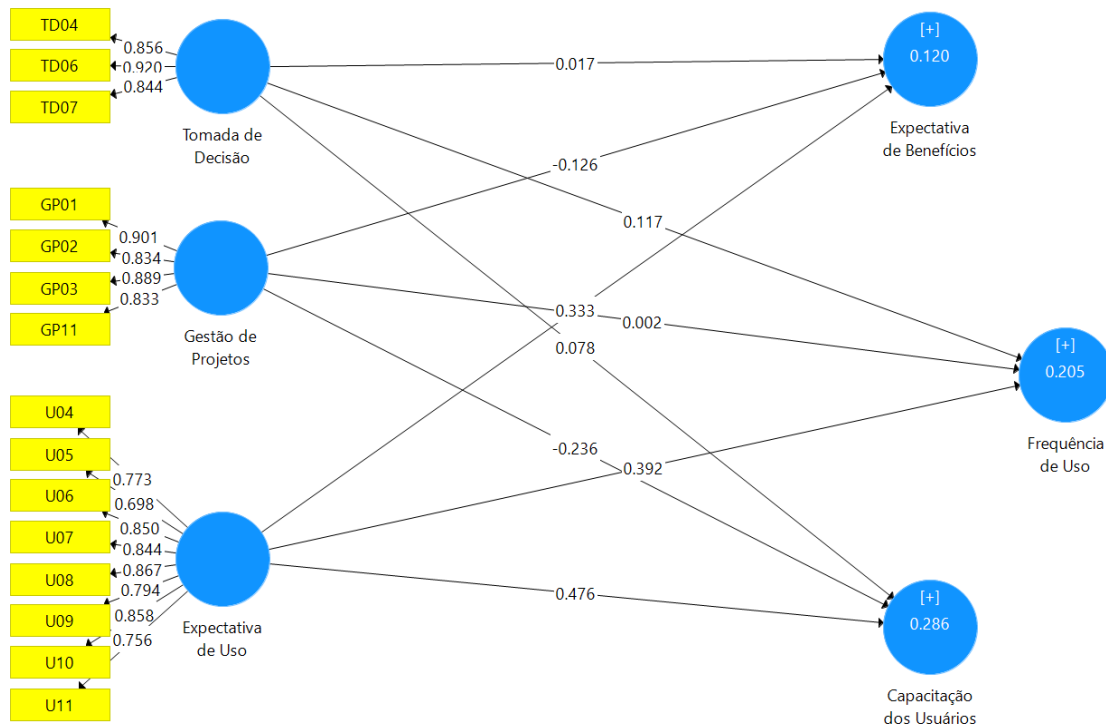 TD04
0.856
TD06
0.920
TD07
0.844
Tomada de
Decisão
GP01
0.901
GP02
0.834
GP03
0.889
GP11
0.833
Gestão de
Projetos
U04
0.773
U05
0.698
U06
0.850
U07
0.844
U08
0.867
U09
0.794
U10
0.858
U11
0.756
Expectativa
de Uso
0.017
-0.126
0.117
0.333
0.002
0.078
-0.236
0.392
0.476
[+]
0.120
Expectativa
de Benefícios
[+]
0.205
Frequência
de Uso
[+]
0.286
Capacitação
dos Usuários